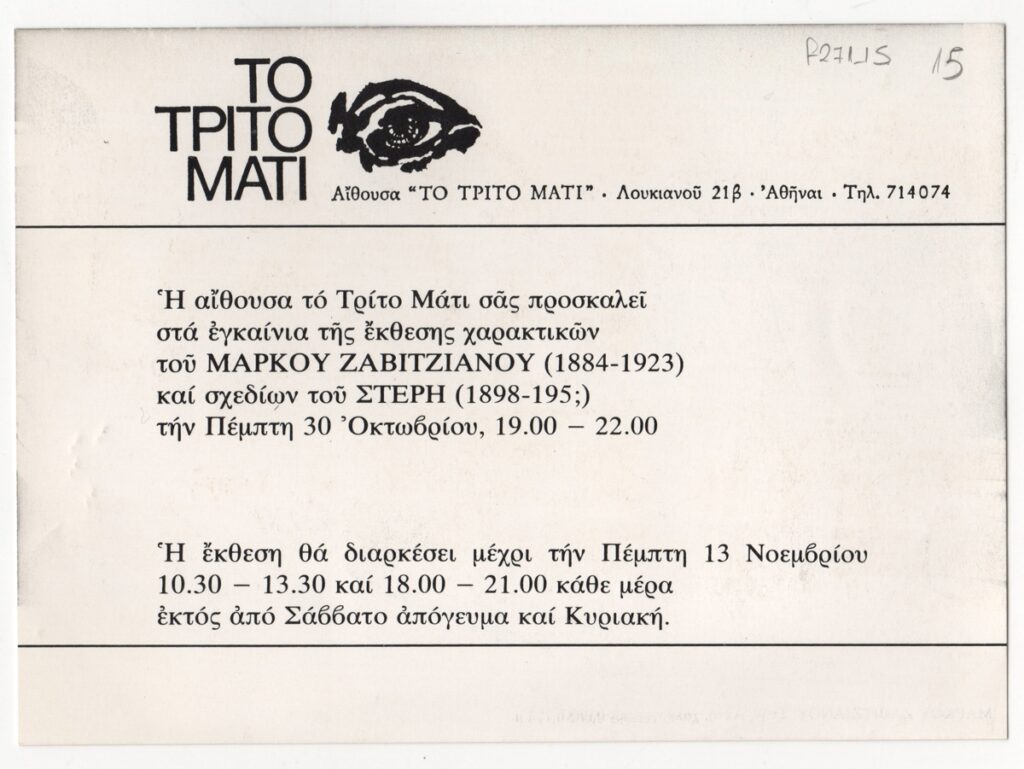 ΤΟ
ΤΡΙΤΟ
ΜΑΤΙ
Αἴθουσα “ΤΟ ΤΡΙΤΟ ΜΑΤΙ” · Λουκιανοῦ 21β · Ἀθῆναι · Τηλ. 714074
15
Ἡ αἴθουσα τό Τρίτο Μάτι σᾶς προσκαλεῖ
στά ἐγκαίνια τῆς ἔκθεσης χαρακτικῶν
τοῦ ΜΑΡΚΟΥ ΖΑΒΙΤΖΙΑΝΟΥ (1884-1923)
καί σχεδίων τοῦ ΣΤΕΡΗ (1898-195;)
τήν Πέμπτη 30 Ὀκτωβρίου, 19.00 – 22.00
Ἡ ἔκθεση θά διαρκέσει μέχρι τήν Πέμπτη 13 Νοεμβρίου
10.30 – 13.30 καί 18.00 – 21.00 κάθε μέρα
ἐκτός ἀπό Σάββατο ἀπόγευμα καί Κυριακή.